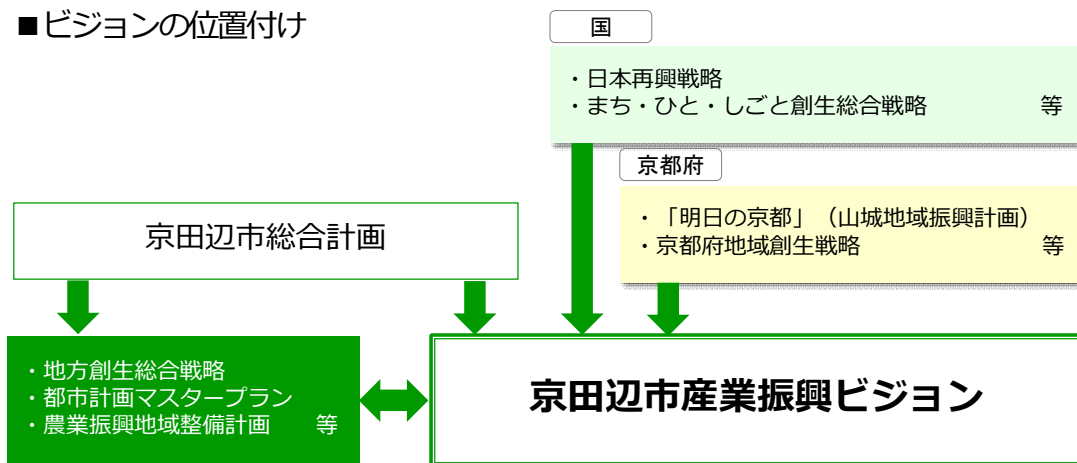 ■ビジョンの位置付け
国
・日本再興戦略
・まち・ひと・しごと創生総合戦略 等
京都府
・「明日の京都」（山城地域振興計画）
・京都府地域創生戦略 等
京田辺市総合計画
・地方創生総合戦略
・都市計画マスタープラン
・農業振興地域整備計画 等
京田辺市産業振興ビジョン